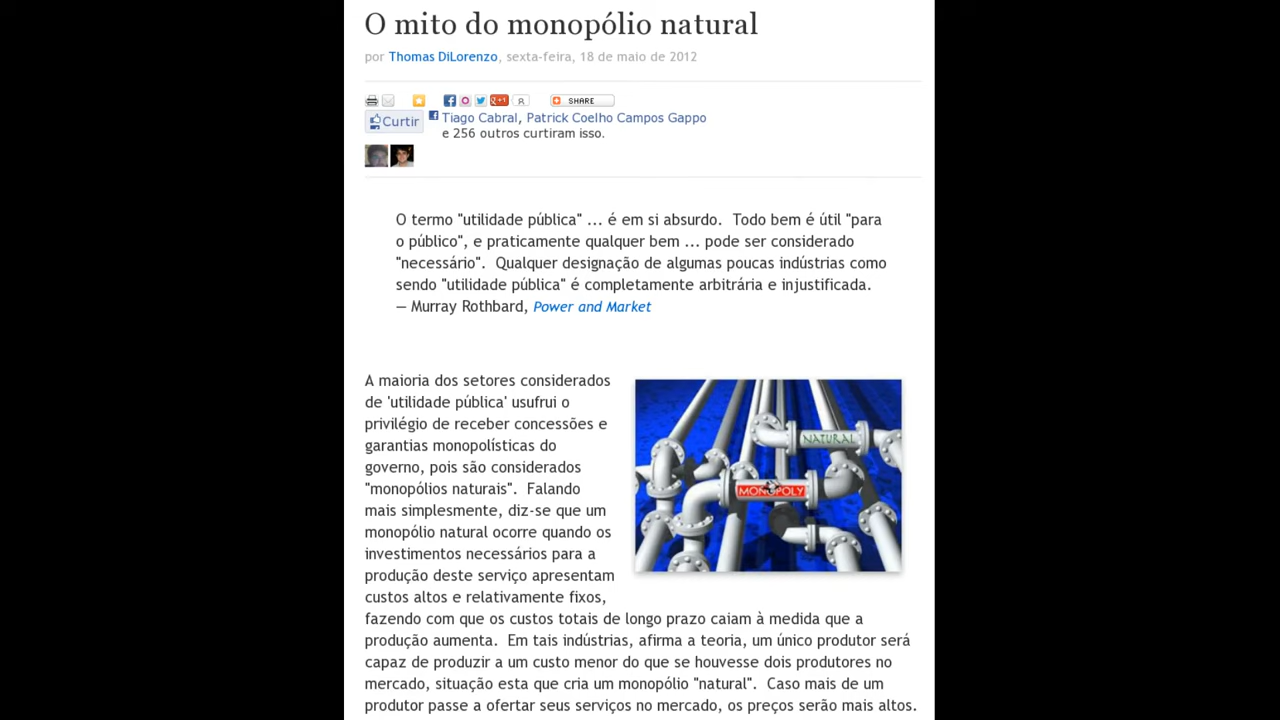 O mito do monopólio natural
por Thomas DiLorenzo, sexta-feira, 18 de maio de 2012
+1 SHARE
Curtir Tiago Cabral, Patrick Coelho Campos Gappo
e 256 outros curtiram isso.
O termo "utilidade pública" ... é em si absurdo.  Todo bem é útil "para
o público", e praticamente qualquer bem ... pode ser considerado
"necessário".  Qualquer designação de algumas poucas indústrias como
sendo "utilidade pública" é completamente arbitrária e injustificada.
— Murray Rothbard, Power and Market
A maioria dos setores considerados
de 'utilidade pública' usufrui o
privilégio de receber concessões e
garantias monopolísticas do
governo, pois são considerados
"monopólios naturais".  Falando
mais simplesmente, diz-se que um
monopólio natural ocorre quando os
investimentos necessários para a
produção deste serviço apresentam
custos altos e relativamente fixos,
NATURAL
MONOPOLY
fazendo com que os custos totais de longo prazo caiam à medida que a
produção aumenta.  Em tais indústrias, afirma a teoria, um único produtor será
capaz de produzir a um custo menor do que se houvesse dois produtores no
mercado, situação esta que cria um monopólio "natural".  Caso mais de um
produtor passe a ofertar seus serviços no mercado, os preços serão mais altos.